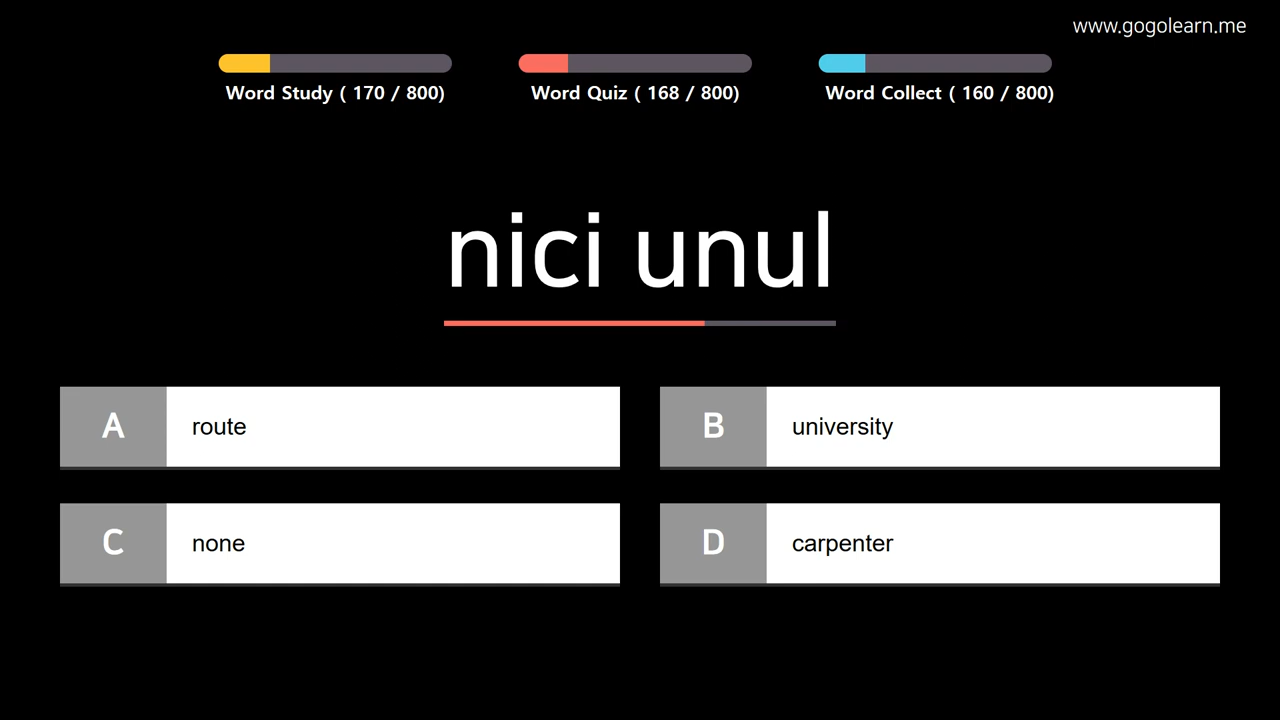 www.gogolearn.me
Word Study ( 170 / 800)
Word Quiz ( 168 / 800)
Word Collect ( 160 / 800)
nici unul
A route
B university
C none
D carpenter